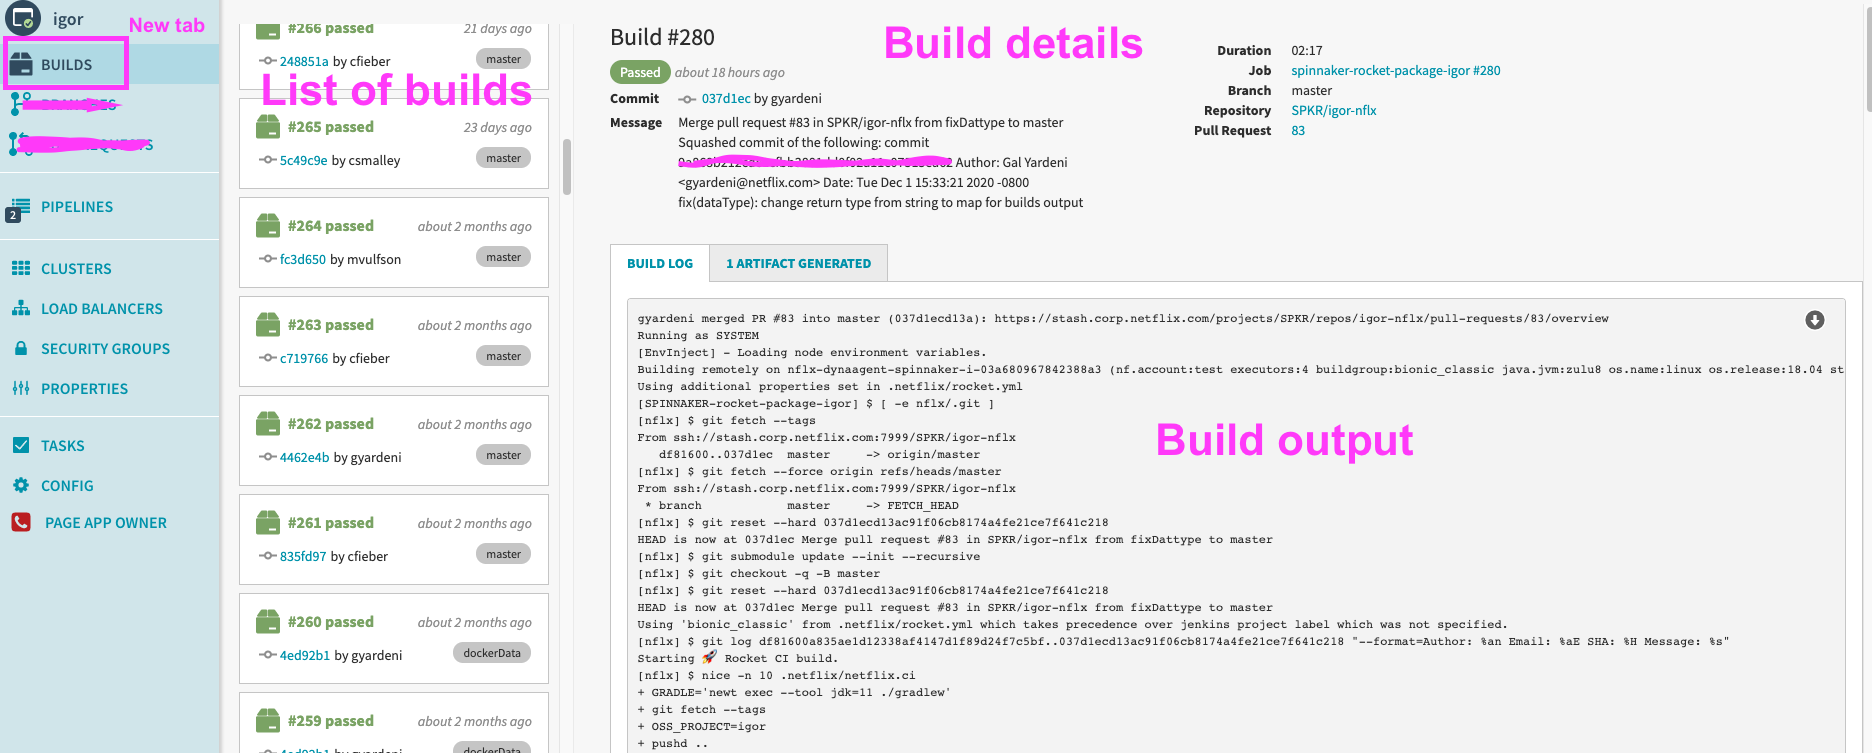 igor
New tab
BUILDS
PIPELINES
2
CLUSTERS
LOAD BALANCERS
SECURITY GROUPS
PROPERTIES
TASKS
CONFIG
PAGE APP OWNER
List of builds
#266 passed 21 days ago
248851a by cfieber master
#265 passed 23 days ago
5c49c9e by csmalley master
#264 passed about 2 months ago
fc3d650 by mvulfson master
#263 passed about 2 months ago
c719766 by cfieber master
#262 passed about 2 months ago
4462e4b by gyardeni master
#261 passed about 2 months ago
835fd97 by cfieber master
#260 passed about 2 months ago
4ed92b1 by gyardeni dockerData
#259 passed about 2 months ago
4ed92b1 by gyardeni dockerData
Build details
Build #280
Passed about 18 hours ago
Commit 037d1ec by gyardeni
Message Merge pull request #83 in SPKR/igor-nflx from fixDattype to master
Squashed commit of the following: commit
Author: Gal Yardeni
<gyardeni@netflix.com> Date: Tue Dec 1 15:33:21 2020 -0800
fix(dataType): change return type from string to map for builds output
Duration 02:17
Job spinnaker-rocket-package-igor #280
Branch master
Repository SPKR/igor-nflx
Pull Request 83
BUILD LOG 1 ARTIFACT GENERATED
Build output
gyardeni merged PR #83 into master (037d1ecd13a): https://stash.corp.netflix.com/projects/SPKR/repos/igor-nflx/pull-requests/83/overview
Running as SYSTEM
[EnvInject] - Loading node environment variables.
Building remotely on nflx-dynaagent-spinnaker-i-03a680967842388a3 (nf.account:test executors:4 buildgroup:bionic_classic java.jvm:zulu8 os.name:linux os.release:18.04 st
Using additional properties set in .netflix/rocket.yml
[SPINNAKER-rocket-package-igor] $ [ -e nflx/.git ]
[nflx] $ git fetch --tags
From ssh://stash.corp.netflix.com:7999/SPKR/igor-nflx
df81600..037d1ec master -> origin/master
[nflx] $ git fetch --force origin refs/heads/master
From ssh://stash.corp.netflix.com:7999/SPKR/igor-nflx
* branch master -> FETCH_HEAD
[nflx] $ git reset --hard 037d1ecd13ac91f06cb8174a4fe21ce7f641c218
HEAD is now at 037d1ec Merge pull request #83 in SPKR/igor-nflx from fixDattype to master
[nflx] $ git submodule update --init --recursive
[nflx] $ git checkout -q -B master
[nflx] $ git reset --hard 037d1ecd13ac91f06cb8174a4fe21ce7f641c218
HEAD is now at 037d1ec Merge pull request #83 in SPKR/igor-nflx from fixDattype to master
Using 'bionic_classic' from .netflix/rocket.yml which takes precedence over jenkins project label which was not specified.
[nflx] $ git log df81600a835ae1d12338af4147d1f89d24f7c5bf..037d1ecd13ac91f06cb8174a4fe21ce7f641c218 "--format=Author: %an Email: %aE SHA: %H Message: %s"
Starting 🚀 Rocket CI build.
[nflx] $ nice -n 10 .netflix/netflix.ci
+ GRADLE='newt exec --tool jdk=11 ./gradlew'
+ git fetch --tags
+ OSS_PROJECT=igor
+ pushd ..